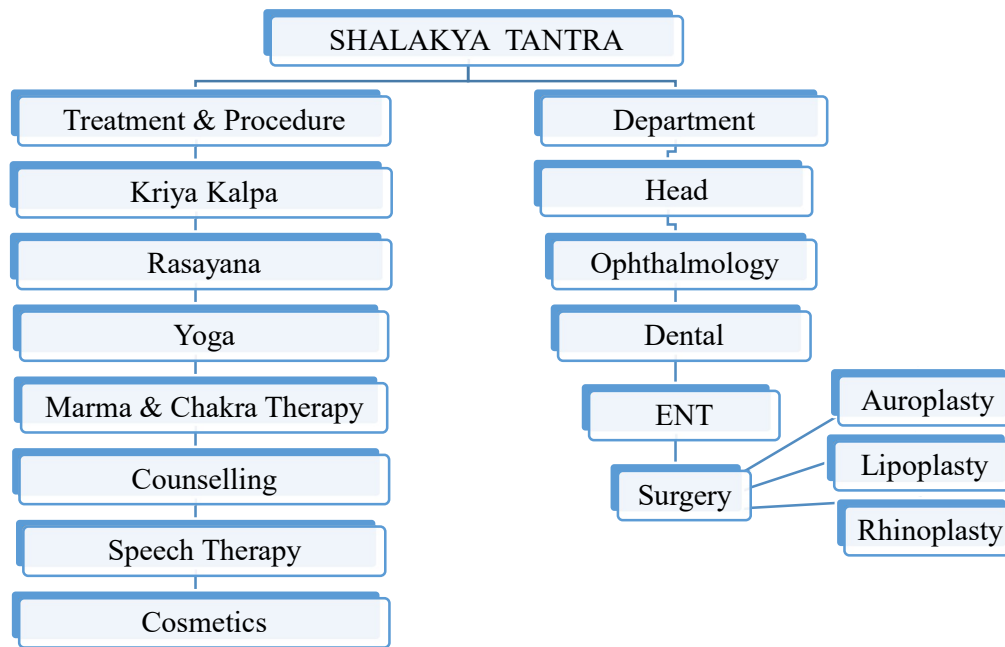 SHALAKYA TANTRA
Treatment & Procedure
Kriya Kalpa
Rasayana
Yoga
Marma & Chakra Therapy
Counselling
Speech Therapy
Cosmetics
Department
Head
Ophthalmology
Dental
ENT
Surgery
Auroplasty
Lipoplasty
Rhinoplasty